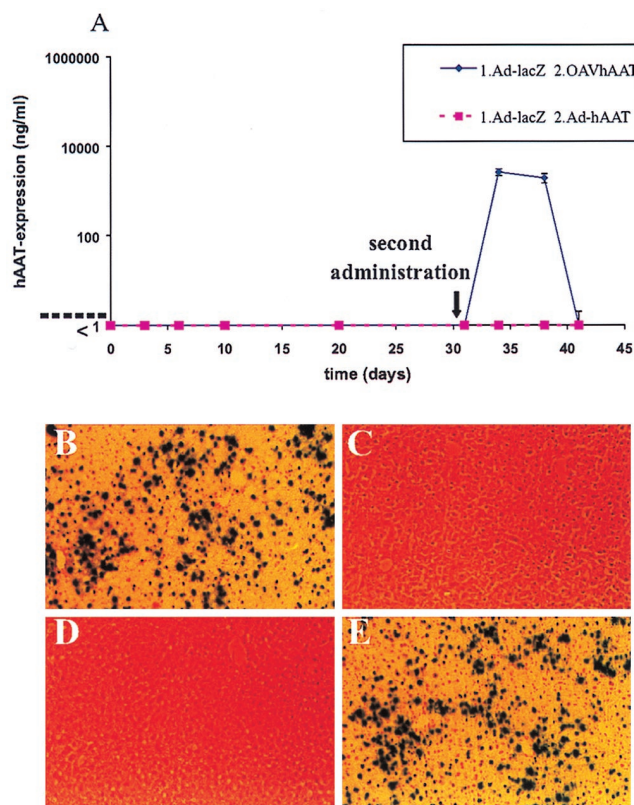 A
hAAT-expression (ng/ml)
1000000
10000
100
< 1
1.Ad-lacZ 2.OAVhAAT
1.Ad-lacZ 2.Ad-hAAT
second
administration
0 5 10 15 20 25 30 35 40 45
time (days)
B
C
D
E